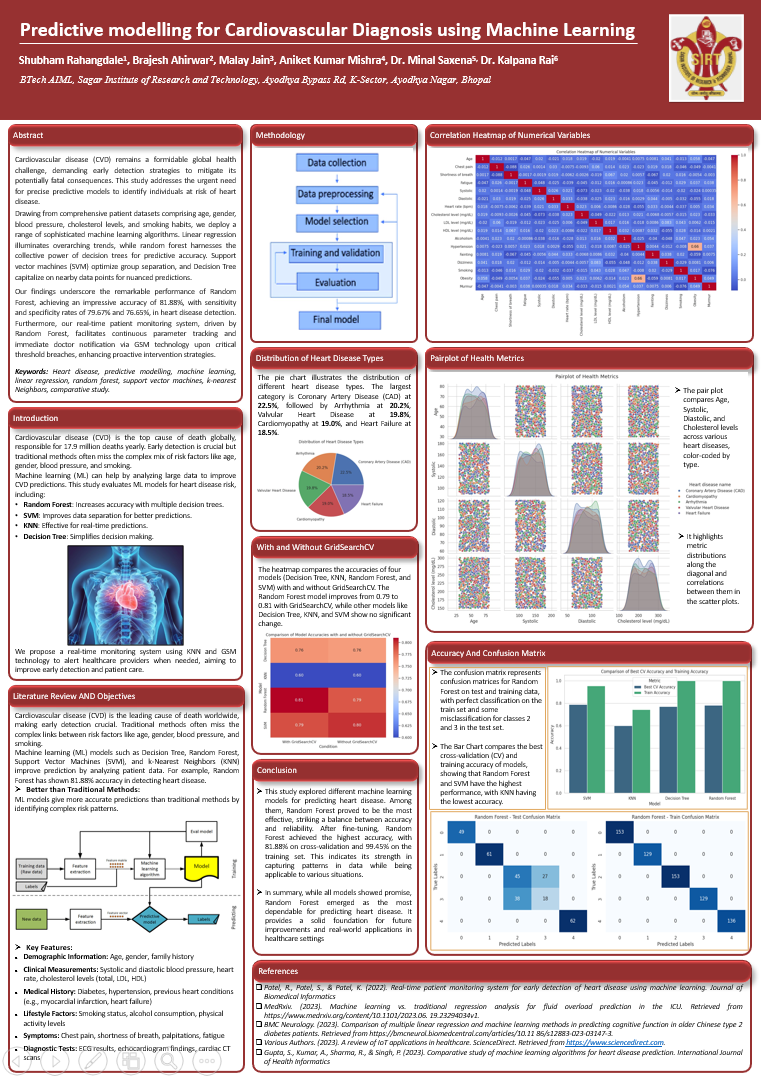 Predictive modelling for Cardiovascular Diagnosis using Machine Learning
Shubham Rahangdale¹, Brajesh Ahirwar², Malay Jain³, Aniket Kumar Mishra⁴, Dr. Minal Saxena⁵, Dr. Kalpana Rai⁶
BTech AIML, Sagar Institute of Research and Technology, Ayodhya Bypass Rd, K-Sector, Ayodhya Nagar, Bhopal
SIRT
Abstract
Cardiovascular disease (CVD) remains a formidable global health
challenge, demanding early detection strategies to mitigate its
potentially fatal consequences. This study addresses the urgent need
for precise predictive models to identify individuals at risk of heart
disease.
Drawing from comprehensive patient datasets comprising age, gender,
blood pressure, cholesterol levels, and smoking habits, we deploy a
range of sophisticated machine learning algorithms. Linear regression
illuminates overarching trends, while random forest harnesses the
collective power of decision trees for predictive accuracy. Support
vector machines (SVM) optimize group separation, and Decision Tree
capitalize on nearby data points for nuanced predictions.
Our findings underscore the remarkable performance of Random
Forest, achieving an impressive accuracy of 81.88%, with sensitivity
and specificity rates of 79.67% and 76.65%, in heart disease detection.
Furthermore, our real-time patient monitoring system, driven by
Random Forest, facilitates continuous parameter tracking and
immediate doctor notification via GSM technology upon critical
threshold breaches, enhancing proactive intervention strategies.
Keywords: Heart disease, predictive modelling, machine learning,
linear regression, random forest, support vector machines, k-nearest
Neighbors, comparative study.
Introduction
Cardiovascular disease (CVD) is the top cause of death globally,
responsible for 17.9 million deaths yearly. Early detection is crucial but
traditional methods often miss the complex mix of risk factors like age,
gender, blood pressure, and smoking.
Machine learning (ML) can help by analyzing large data to improve
CVD predictions. This study evaluates ML models for heart disease risk,
including:
• Random Forest: Increases accuracy with multiple decision trees.
• SVM: Improves data separation for better predictions.
• KNN: Effective for real-time predictions.
• Decision Tree: Simplifies decision making.
We propose a real-time monitoring system using KNN and GSM
technology to alert healthcare providers when needed, aiming to
improve early detection and patient care.
Literature Review AND Objectives
Cardiovascular disease (CVD) is the leading cause of death worldwide,
making early detection crucial. Traditional methods often miss the
complex links between risk factors like age, gender, blood pressure, and
smoking.
Machine learning (ML) models such as Decision Tree, Random Forest,
Support Vector Machines (SVM), and k-Nearest Neighbors (KNN)
improve prediction by analyzing patient data. For example, Random
Forest has shown 81.88% accuracy in detecting heart disease.
➢ Better than Traditional Methods:
ML models give more accurate predictions than traditional methods by
identifying complex risk patterns.
Eval model
Training data
(Raw data)
Labels
Feature
extraction
Feature matrix
Machine
learning
algorithm
Model
Training
New data
Feature
extraction
Feature vector
Predictive
model
Labels
Predicting
➢ Key Features:
• Demographic Information: Age, gender, family history
• Clinical Measurements: Systolic and diastolic blood pressure, heart
rate, cholesterol levels (total, LDL, HDL)
• Medical History: Diabetes, hypertension, previous heart conditions
(e.g., myocardial infarction, heart failure)
• Lifestyle Factors: Smoking status, alcohol consumption, physical
activity levels
• Symptoms: Chest pain, shortness of breath, palpitations, fatigue
• Diagnostic Tests: ECG results, echocardiogram findings, cardiac CT
scans
Methodology
Data collection
Data preprocessing
Model selection
Training and validation
Evaluation
Final model
Distribution of Heart Disease Types
The pie chart illustrates the distribution of
different heart disease types. The largest
category is Coronary Artery Disease (CAD) at
22.5%, followed by Arrhythmia at 20.2%,
Valvular Heart Disease at 19.8%,
Cardiomyopathy at 19.0%, and Heart Failure at
18.5%.
Distribution of Heart Disease Types
Arrhythmia
Coronary Artery Disease (CAD)
Valvular Heart Disease
Heart Failure
Cardiomyopathy
20.2%
22.5%
19.8%
18.5%
19.0%
With and Without GridSearchCV
The heatmap compares the accuracies of four
models (Decision Tree, KNN, Random Forest, and
SVM) with and without GridSearchCV. The
Random Forest model improves from 0.79 to
0.81 with GridSearchCV, while other models like
Decision Tree, KNN, and SVM show no significant
change.
Comparison of Model Accuracies with and without GridSearchCV
Model
Decision Tree
KNN
Random Forest
SVM
0.76 0.76
0.60 0.60
0.81 0.79
0.79 0.80
With GridSearchCV Without GridSearchCV
Condition
Conclusion
➢ This study explored different machine learning
models for predicting heart disease. Among
them, Random Forest proved to be the most
effective, striking a balance between accuracy
and reliability. After fine-tuning, Random
Forest achieved the highest accuracy, with
81.88% on cross-validation and 99.45% on the
training set. This indicates its strength in
capturing patterns in data while being
applicable to various situations.
➢ In summary, while all models showed promise,
Random Forest emerged as the most
dependable for predicting heart disease. It
provides a solid foundation for future
improvements and real-world applications in
healthcare settings
Correlation Heatmap of Numerical Variables
Correlation Heatmap of Numerical Variables
Age
Chest pain
Shortness of breath
Fatigue
Systolic
Diastolic
Heart rate (bpm)
Cholesterol level (mg/dL)
LDL level (mg/dL)
HDL level (mg/dL)
Alcoholism
Hypertension
Fainting
Dizziness
Smoking
Obesity
Murmur
Pairplot of Health Metrics
Pairplot of Health Metrics
Age
Systolic
Diastolic
Cholesterol level (mg/dL)
Age Systolic Diastolic Cholesterol level (mg/dL)
Heart disease name
Coronary Artery Disease (CAD)
Cardiomyopathy
Arrhythmia
Valvular Heart Disease
Heart Failure
➢ The pair plot
compares Age,
Systolic,
Diastolic, and
Cholesterol levels
across various
heart diseases,
color-coded by
type.
➢ It highlights
metric
distributions
along the
diagonal and
correlations
between them in
the scatter plots.
Accuracy And Confusion Matrix
➢ The confusion matrix represents
confusion matrices for Random
Forest on test and training data,
with perfect classification on
the train set and some
misclassification for classes 2
and 3 in the test set.
➢ The Bar Chart compares the best
cross-validation (CV) and
training accuracy of models,
showing that Random Forest
and SVM have the highest
performance, with KNN having
the lowest accuracy.
Comparison of Best CV Accuracy and Training Accuracy
Metric
Best CV Accuracy
Train Accuracy
Accuracy
SVM KNN Decision Tree Random Forest
Model
Random Forest - Test Confusion Matrix
True Labels
49 0 0 0 0
0 61 0 0 0
0 0 45 27 0
0 0 38 18 0
0 0 0 0 62
0 1 2 3 4
Predicted Labels
Random Forest - Train Confusion Matrix
True Labels
153 0 0 0 0
0 129 0 0 0
0 0 153 0 0
0 0 0 129 0
0 0 0 0 136
0 1 2 3 4
Predicted Labels
References
❑ Patel, R., Patel, S., & Patel, K. (2022). Real-time patient monitoring system for early detection of heart disease using machine learning. Journal of
Biomedical Informatics
❑ MedRxiv. (2023). Machine learning vs. traditional regression analysis for fluid overload prediction in the ICU. Retrieved from
https://www.medrxiv.org/content/10.1101/2023.06. 19.23294034v1.
❑ BMC Neurology. (2023). Comparison of multiple linear regression and machine learning methods in predicting cognitive function in older Chinese type 2
diabetes patients. Retrieved from https://bmcneurol.biomedcentral.com/articles/10.11 86/s12883-023-03147-3.
❑ Various Authors. (2023). A review of IoT applications in healthcare. ScienceDirect. Retrieved from https://www.sciencedirect.com.
❑ Gupta, S., Kumar, A., Sharma, R., & Singh, P. (2023). Comparative study of machine learning algorithms for heart disease prediction. International Journal
of Health Informatics